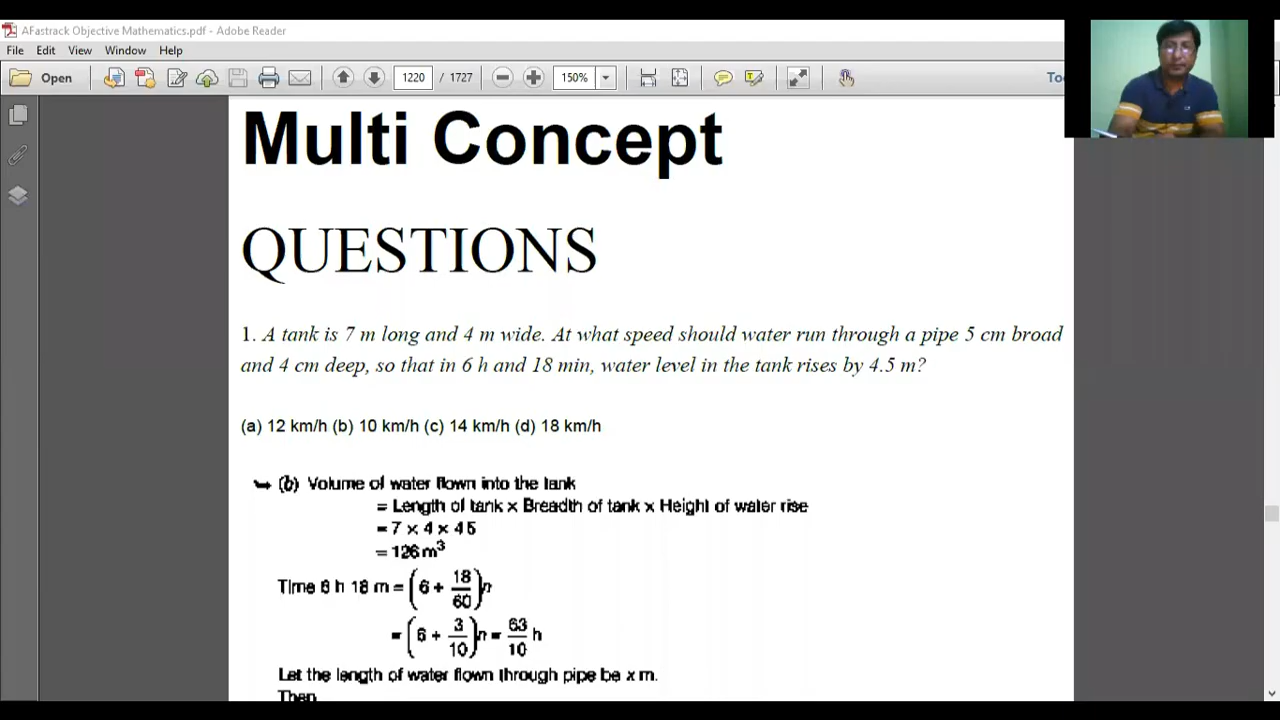 AFastrack Objective Mathematics.pdf - Adobe Reader
File Edit View Window Help
Open 1220 / 1727 150%
Multi Concept
QUESTIONS
1. A tank is 7 m long and 4 m wide. At what speed should water run through a pipe 5 cm broad
and 4 cm deep, so that in 6 h and 18 min, water level in the tank rises by 4.5 m?
(a) 12 km/h (b) 10 km/h (c) 14 km/h (d) 18 km/h
(b) Volume of water flown into the tank
= Length of tank × Breadth of tank × Height of water rise
= 7 × 4 × 4 5
= 126 m³
Time 6 h 18 m = (6 + 18/60) h
= (6 + 3/10) h = 63/10 h
Let the length of water flown through pipe be x m.
Then